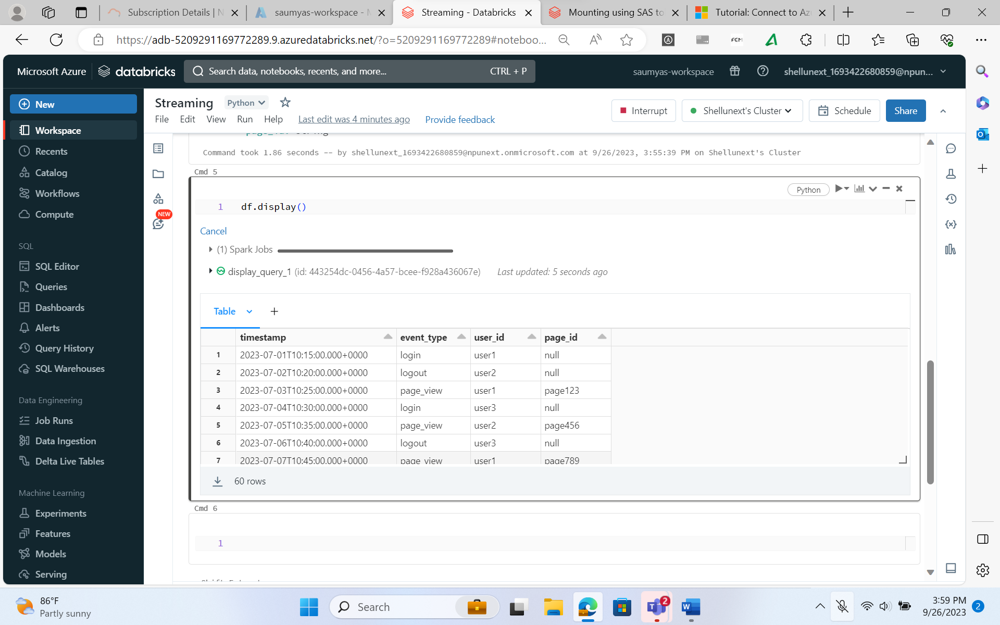 Subscription Details | N
saumyas-workspace - M
Streaming - Databricks
Mounting using SAS to
Tutorial: Connect to Az
https://adb-5209291169772289.9.azuredatabricks.net/?o=5209291169772289#noteboo...
FCM
Microsoft Azure
databricks
Search data, notebooks, recents, and more...
CTRL + P
saumyas-workspace
shellunext_1693422680859@npun...
New
Workspace
Recents
Catalog
Workflows
Compute
SQL
SQL Editor
Queries
Dashboards
Alerts
Query History
SQL Warehouses
Data Engineering
Job Runs
Data Ingestion
Delta Live Tables
Machine Learning
Experiments
Features
Models
Serving
Streaming
Python
File Edit View Run Help Last edit was 4 minutes ago Provide feedback
Interrupt
Shellunext's Cluster
Schedule
Share
NEW
Command took 1.86 seconds -- by shellunext_1693422680859@npunext.onmicrosoft.com at 9/26/2023, 3:55:39 PM on Shellunext's Cluster
Cmd 5
Python
1 df.display()
Cancel
(1) Spark Jobs
display_query_1 (id: 443254dc-0456-4a57-bcee-f928a436067e) Last updated: 5 seconds ago
Table
timestamp event_type user_id page_id
1 2023-07-01T10:15:00.000+0000 login user1 null
2 2023-07-02T10:20:00.000+0000 logout user2 null
3 2023-07-03T10:25:00.000+0000 page_view user1 page123
4 2023-07-04T10:30:00.000+0000 login user3 null
5 2023-07-05T10:35:00.000+0000 page_view user2 page456
6 2023-07-06T10:40:00.000+0000 logout user3 null
7 2023-07-07T10:45:00.000+0000 page_view user1 page789
60 rows
Cmd 6
1
86°F
Partly sunny
Search
2
3:59 PM
9/26/2023
2